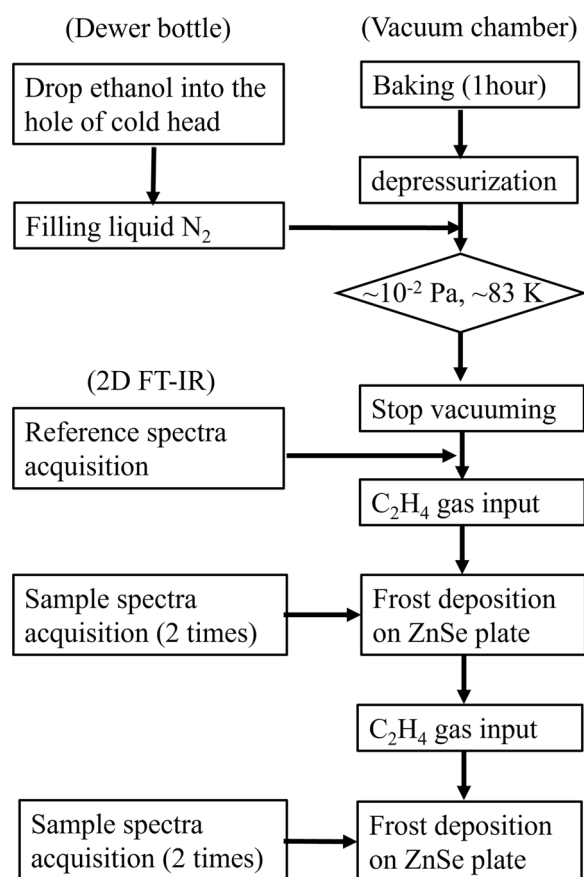 (Dewer bottle)
(Vacuum chamber)
Drop ethanol into the
hole of cold head
Baking (1hour)
depressurization
Filling liquid N₂
~10⁻² Pa, ~83 K
(2D FT-IR)
Stop vacuuming
Reference spectra
acquisition
C₂H₄ gas input
Sample spectra
acquisition (2 times)
Frost deposition
on ZnSe plate
C₂H₄ gas input
Sample spectra
acquisition (2 times)
Frost deposition
on ZnSe plate